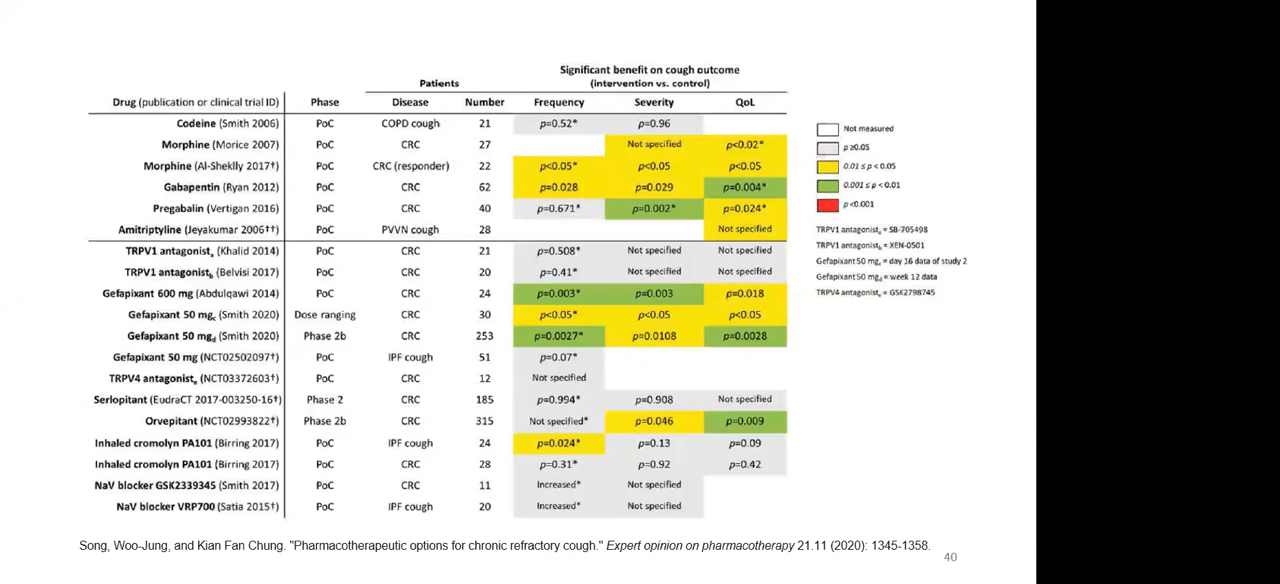 Significant benefit on cough outcome
Patients (intervention vs. control)
Drug (publication or clinical trial ID) Phase Disease Number Frequency Severity QoL
Codeine (Smith 2006) PoC COPD cough 21 p=0.52* p=0.96
Morphine (Morice 2007) PoC CRC 27 Not specified p<0.02*
Morphine (Al-Sheklly 2017†) PoC CRC (responder) 22 p<0.05* p<0.05 p<0.05
Gabapentin (Ryan 2012) PoC CRC 62 p=0.028 p=0.029 p=0.004*
Pregabalin (Vertigan 2016) PoC CRC 40 p=0.671* p=0.002* p=0.024*
Amitriptyline (Jeyakumar 2006††) PoC PVVN cough 28 Not specified
TRPV1 antagonista (Khalid 2014) PoC CRC 21 p=0.508* Not specified Not specified
TRPV1 antagonistb (Belvisi 2017) PoC CRC 20 p=0.41* Not specified Not specified
Gefapixant 600 mg (Abdulqawi 2014) PoC CRC 24 p=0.003* p=0.003 p=0.018
Gefapixant 50 mgc (Smith 2020) Dose ranging CRC 30 p<0.05* p<0.05 p<0.05
Gefapixant 50 mgd (Smith 2020) Phase 2b CRC 253 p=0.0027* p=0.0108 p=0.0028
Gefapixant 50 mg (NCT02502097†) PoC IPF cough 51 p=0.07*
TRPV4 antagoniste (NCT03372603†) PoC CRC 12 Not specified
Serlopitant (EudraCT 2017-003250-16†) Phase 2 CRC 185 p=0.994* p=0.908 Not specified
Orvepitant (NCT02993822†) Phase 2b CRC 315 Not specified* p=0.046 p=0.009
Inhaled cromolyn PA101 (Birring 2017) PoC IPF cough 24 p=0.024* p=0.13 p=0.09
Inhaled cromolyn PA101 (Birring 2017) PoC CRC 28 p=0.31* p=0.92 p=0.42
NaV blocker GSK2339345 (Smith 2017) PoC CRC 11 Increased* Not specified
NaV blocker VRP700 (Satia 2015†) PoC IPF cough 20 Increased* Not specified
Not measured
p ≥0.05
0.01 ≤ p < 0.05
0.001 ≤ p < 0.01
p <0.001
TRPV1 antagonista = SB-705498
TRPV1 antagonistb = XEN-0501
Gefapixant 50 mgc = day 16 data of study 2
Gefapixant 50 mgd = week 12 data
TRPV4 antagoniste = GSK2798745
Song, Woo-Jung, and Kian Fan Chung. "Pharmacotherapeutic options for chronic refractory cough." Expert opinion on pharmacotherapy 21.11 (2020): 1345-1358.
40